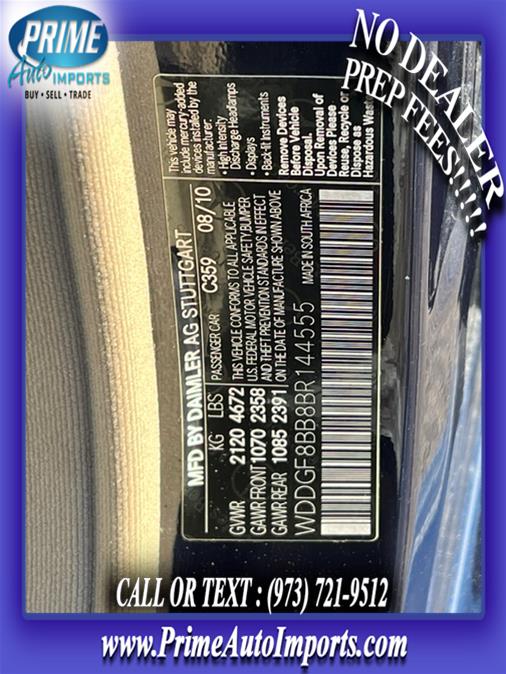 PRIME
Auto IMPORTS
BUY • SELL • TRADE
NO DEALER
PREP FEES!!!!!
MFD BY DAIMLER AG STUTTGART
PASSENGER CAR C359 08/10
KG LBS
GVWR 2120 4672
GAWR FRONT 1070 2358
GAWR REAR 1085 2391
THIS VEHICLE CONFORMS TO ALL APPLICABLE
U.S. FEDERAL MOTOR VEHICLE SAFETY, BUMPER
AND THEFT PREVENTION STANDARDS IN EFFECT
ON THE DATE OF MANUFACTURE SHOWN ABOVE
WDDGF8BB8BR144555 MADE IN SOUTH AFRICA
This vehicle may
include mercury-added
devices installed by the
manufacturer:
• High Intensity
Discharge Headlamps
• Displays
• Back-lit Instruments
Remove Devices
Before Vehicle
Disposal.
Upon Removal of
Devices Please
Reuse, Recycle or
Dispose as
Hazardous Waste
CALL OR TEXT : (973) 721-9512
www.PrimeAutoImports.com